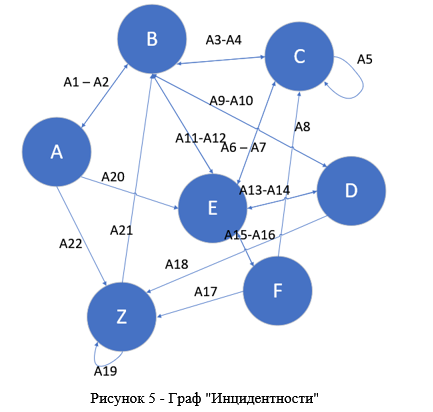 B
A3-A4
C
A5
A1 – A2
A9-A10
A8
A11-A12
A6 – A7
A
A20
A13-A14
D
E
A21
A22
A15-A16
A18
A17
F
Z
A19
Рисунок 5 - Граф "Инцидентности"